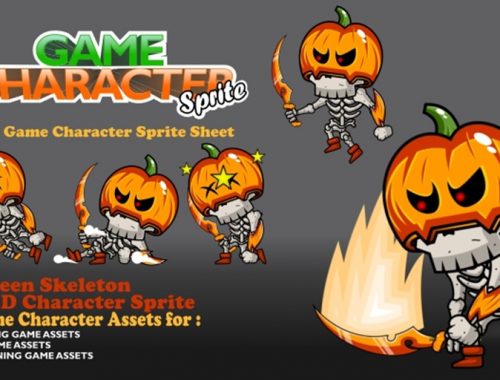 GAME
CHARACTER
Sprite
Game Character Sprite Sheet
een Skeleton
D Character Sprite
ne Character Assets for :
NG GAME ASSETS
ME ASSETS
NING GAME ASSETS